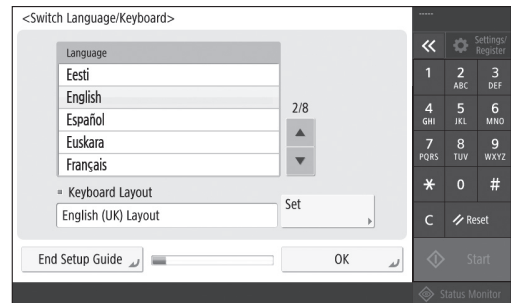 <Switch Language/Keyboard>
Language
Eesti
English
Español
Euskara
Français
2/8
Keyboard Layout
English (UK) Layout
Set
End Setup Guide
OK
-----
Settings/
Register
1
2
ABC
3
DEF
4
GHI
5
JKL
6
MNO
7
PQRS
8
TUV
9
WXYZ
*
0
#
C
Reset
Start
Status Monitor